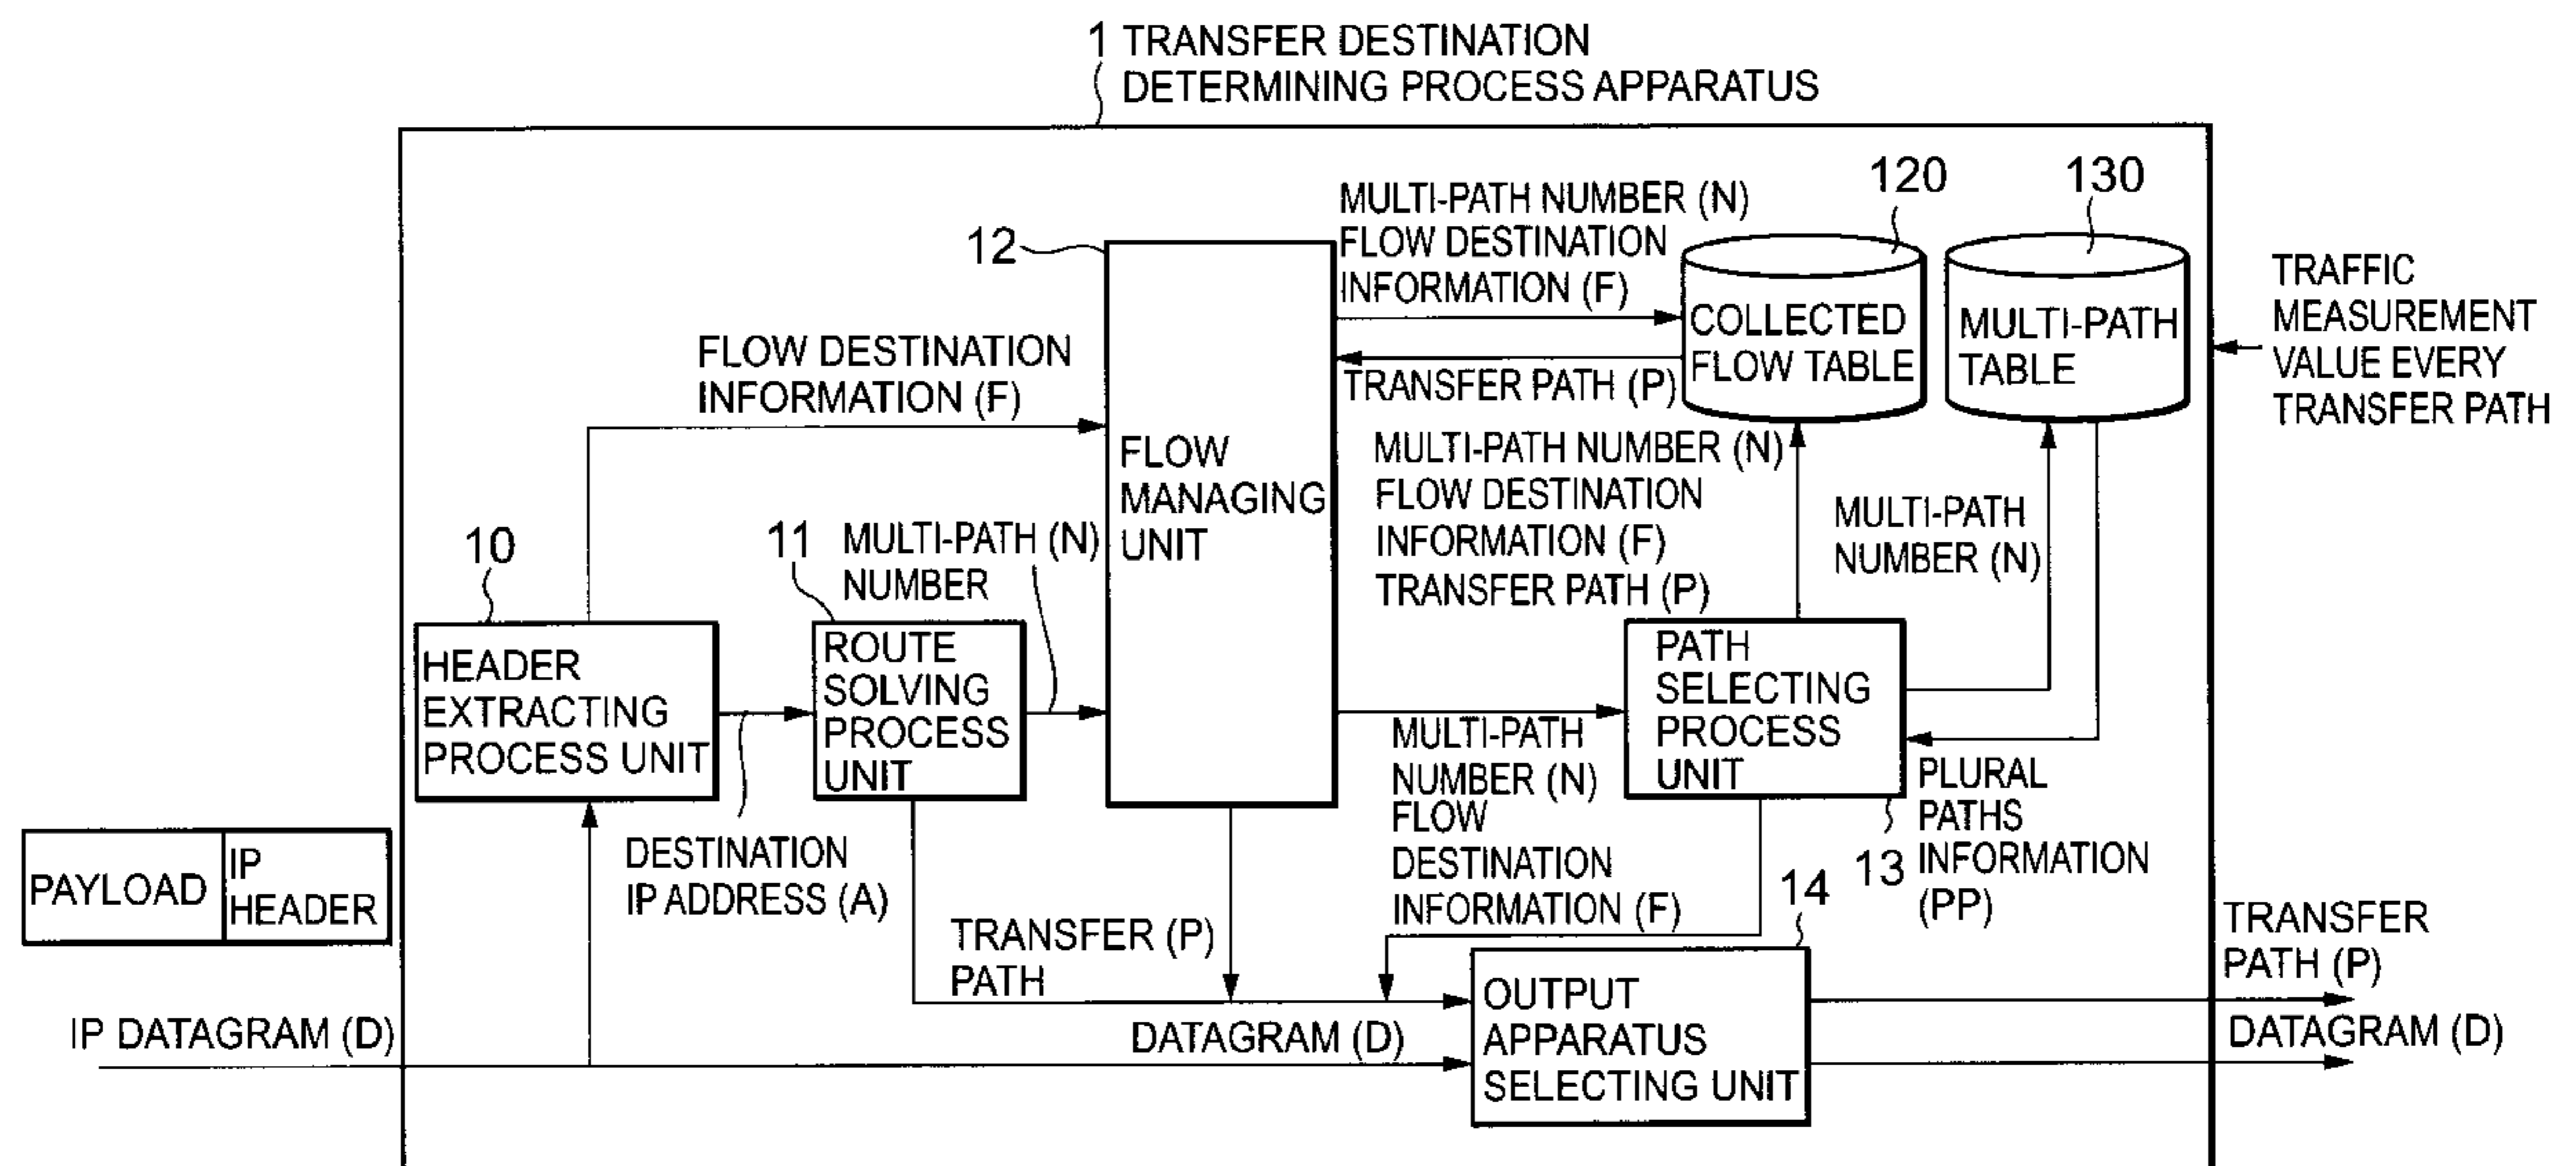 1 TRANSFER DESTINATION
DETERMINING PROCESS APPARATUS
120
130
MULTI-PATH NUMBER (N)
FLOW DESTINATION
INFORMATION (F)
12
TRAFFIC
MEASUREMENT
VALUE EVERY
TRANSFER PATH
COLLECTED
FLOW TABLE
MULTI-PATH
TABLE
FLOW DESTINATION
INFORMATION (F)
TRANSFER PATH (P)
FLOW
MANAGING
UNIT
MULTI-PATH NUMBER (N)
FLOW DESTINATION
INFORMATION (F)
TRANSFER PATH (P)
MULTI-PATH
NUMBER (N)
10
11
MULTI-PATH (N)
NUMBER
HEADER
EXTRACTING
PROCESS UNIT
ROUTE
SOLVING
PROCESS
UNIT
PATH
SELECTING
PROCESS
UNIT
MULTI-PATH
NUMBER (N)
FLOW
DESTINATION
INFORMATION (F)
PLURAL
PATHS
INFORMATION
(PP)
13
14
PAYLOAD
IP
HEADER
DESTINATION
IP ADDRESS (A)
TRANSFER (P)
PATH
TRANSFER
PATH (P)
OUTPUT
APPARATUS
SELECTING UNIT
IP DATAGRAM (D)
DATAGRAM (D)
DATAGRAM (D)